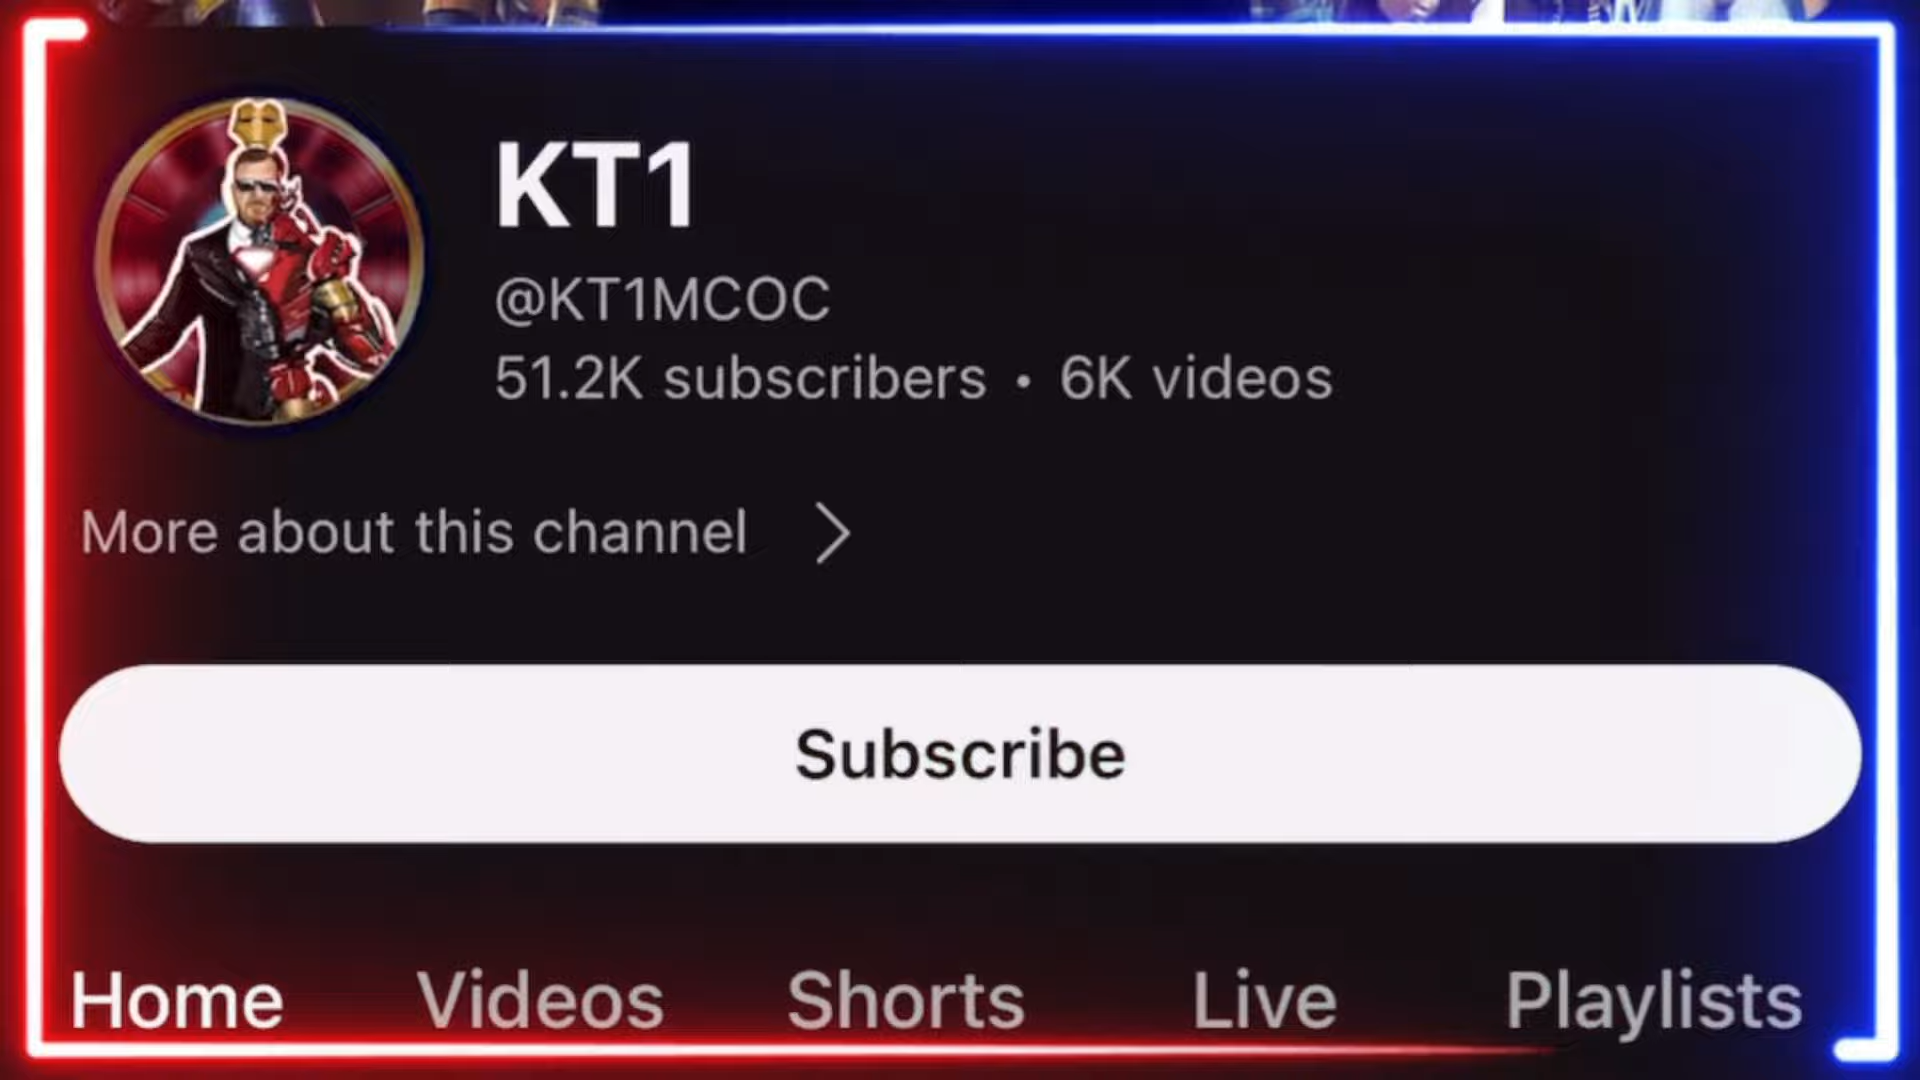 KT1
@KT1MCOC
51.2K subscribers • 6K videos
More about this channel
Subscribe
Home Videos Shorts Live Playlists